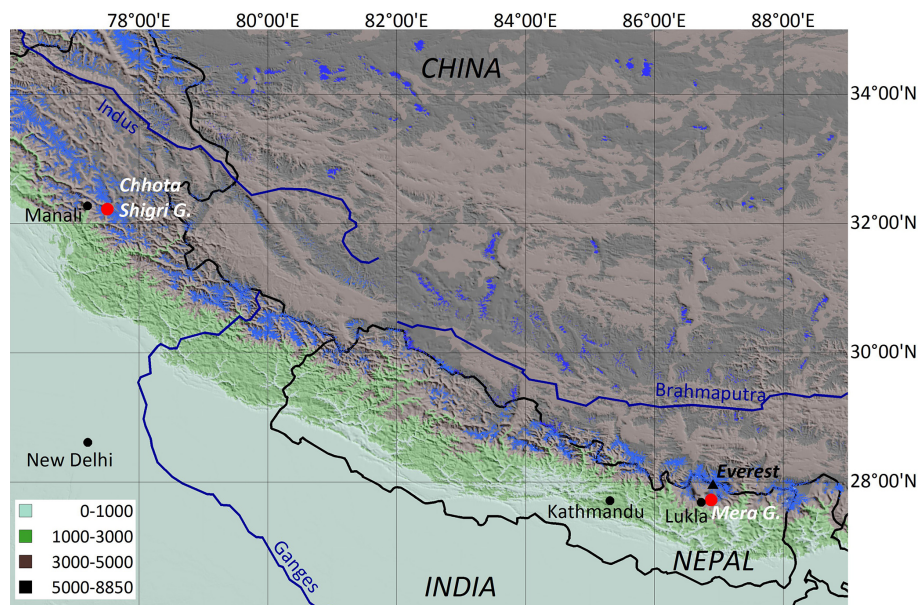 78°00'E
80°00'E
82°00'E
84°00'E
86°00'E
88°00'E
CHINA
34°00'N
Indus
Chhota
Shigri G.
Manali
32°00'N
30°00'N
Brahmaputra
New Delhi
Everest
28°00'N
Kathmandu
Lukla
Mera G.
0-1000
1000-3000
3000-5000
5000-8850
Ganges
NEPAL
INDIA